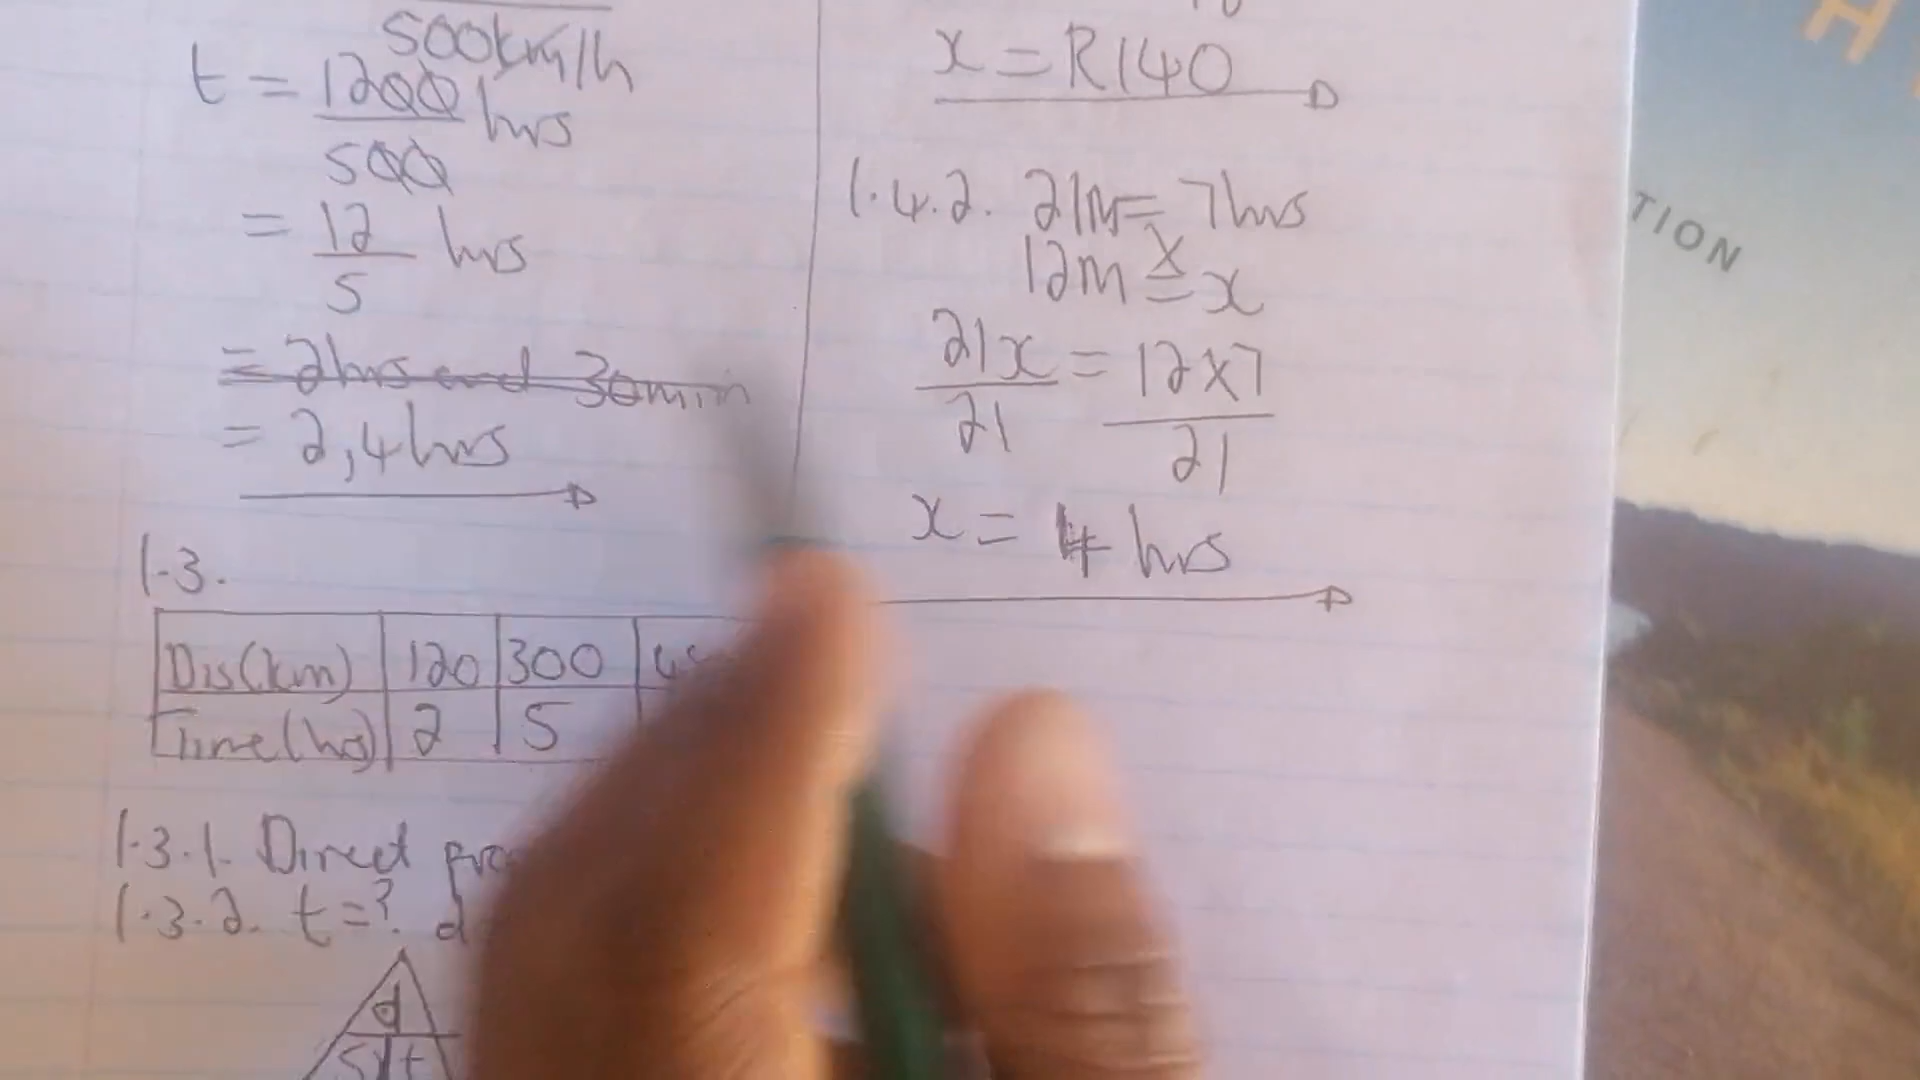 500km/h
t = 1200 hrs
500
= 12 hrs
5
= 2hrs and 30min
= 2,4hrs
1.3.
Dis(km) 120 300
Time(hrs) 2 5
1.3.1. Direct
1.3.2. t=? d
d
s t
x = R140
1.4.2. 21M = 7hrs
12M = x
21x = 12x7
21 21
x = 4 hrs
TION
H